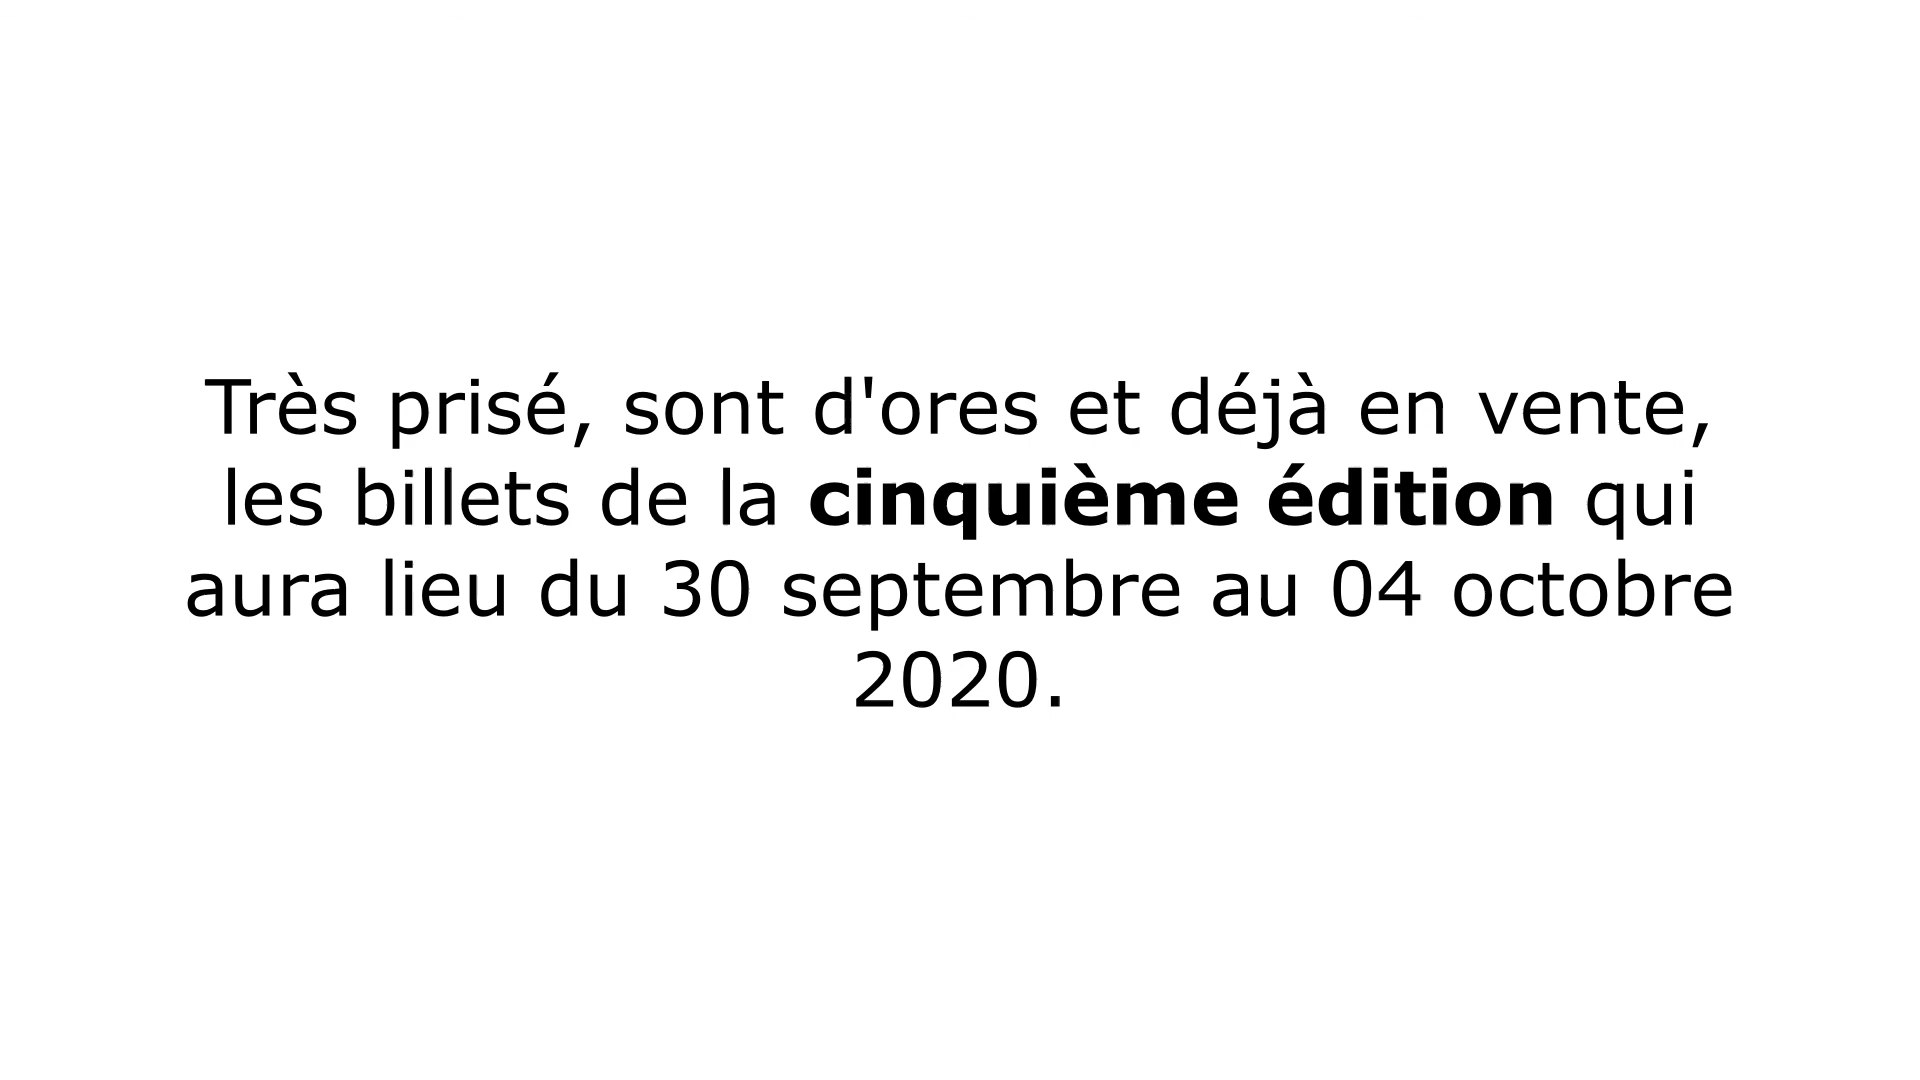 Très prisé, sont d'ores et déjà en vente,
les billets de la cinquième édition qui
aura lieu du 30 septembre au 04 octobre
2020.